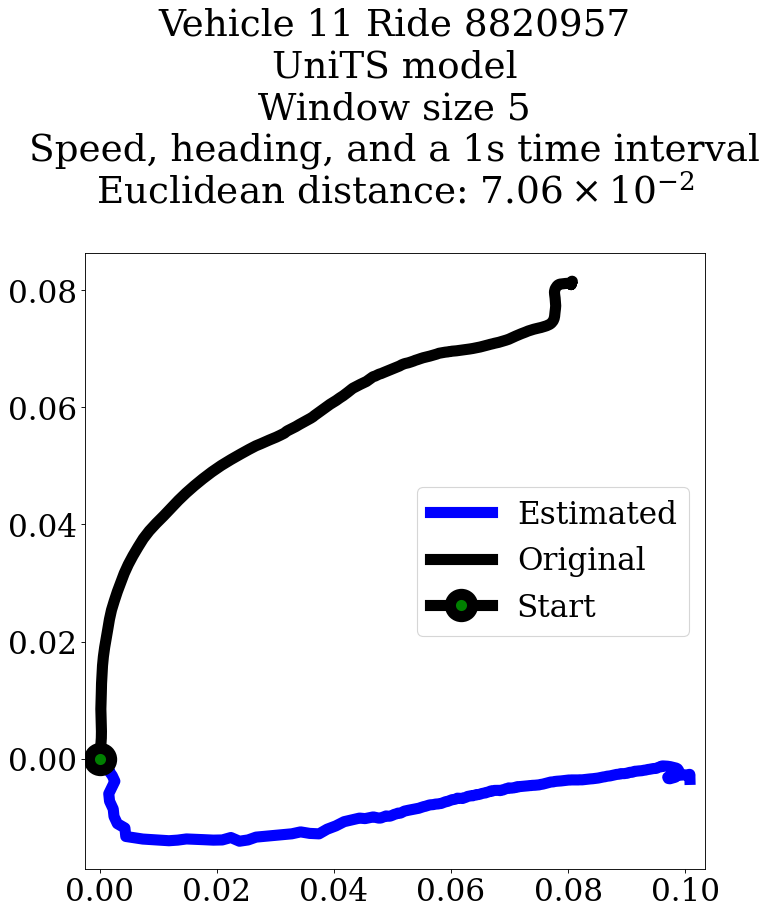 Vehicle 11 Ride 8820957
UniTS model
Window size 5
Speed, heading, and a 1s time interval
Euclidean distance: 7.06 × 10⁻²
0.08
0.06
0.04
0.02
0.00
Estimated
Original
Start
0.00 0.02 0.04 0.06 0.08 0.10